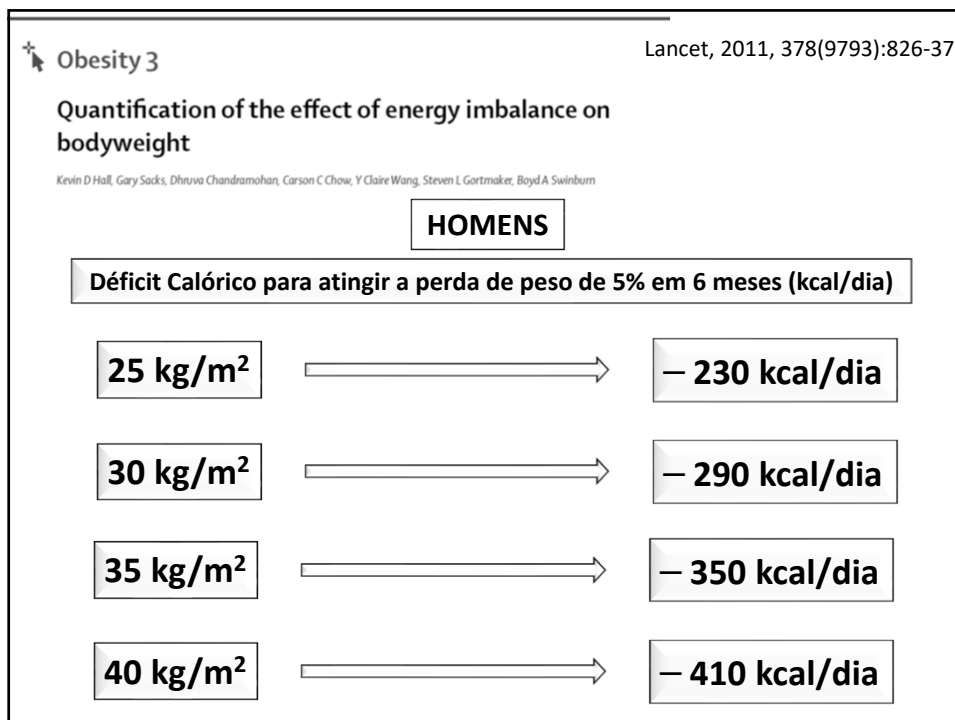 Obesity 3
Lancet, 2011, 378(9793):826-37
Quantification of the effect of energy imbalance on
bodyweight
Kevin D Hall, Gary Sacks, Dhruva Chandramohan, Carson C Chow, Y Claire Wang, Steven L Gortmaker, Boyd A Swinburn
HOMENS
Déficit Calórico para atingir a perda de peso de 5% em 6 meses (kcal/dia)
25 kg/m² – 230 kcal/dia
30 kg/m² – 290 kcal/dia
35 kg/m² – 350 kcal/dia
40 kg/m² – 410 kcal/dia